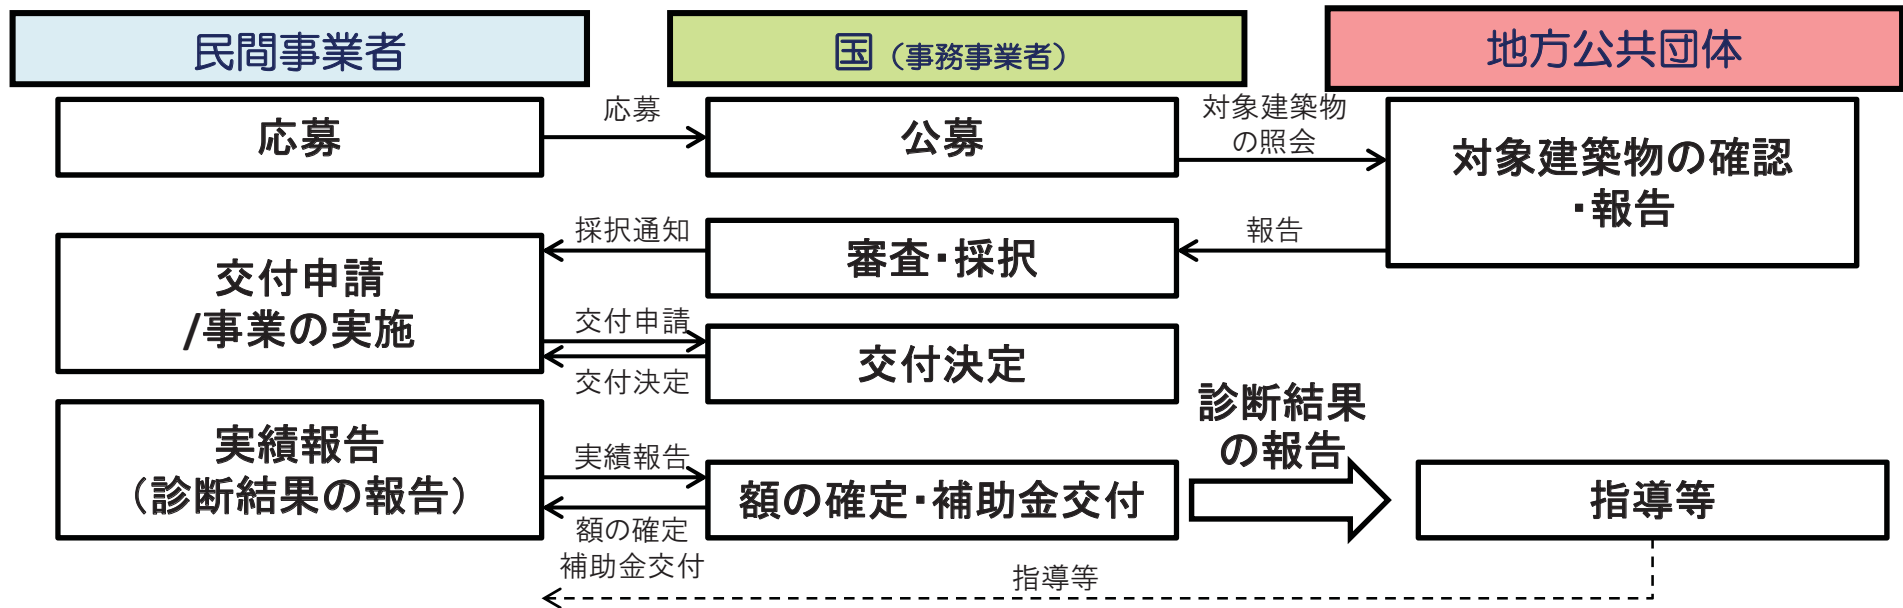 民間事業者
国（事務事業者）
地方公共団体
応募
応募
公募
対象建築物
の照会
対象建築物の確認
・報告
採択通知
審査・採択
報告
交付申請
/事業の実施
交付申請
交付決定
交付決定
実績報告
（診断結果の報告）
実績報告
額の確定
補助金交付
額の確定・補助金交付
診断結果
の報告
指導等
指導等